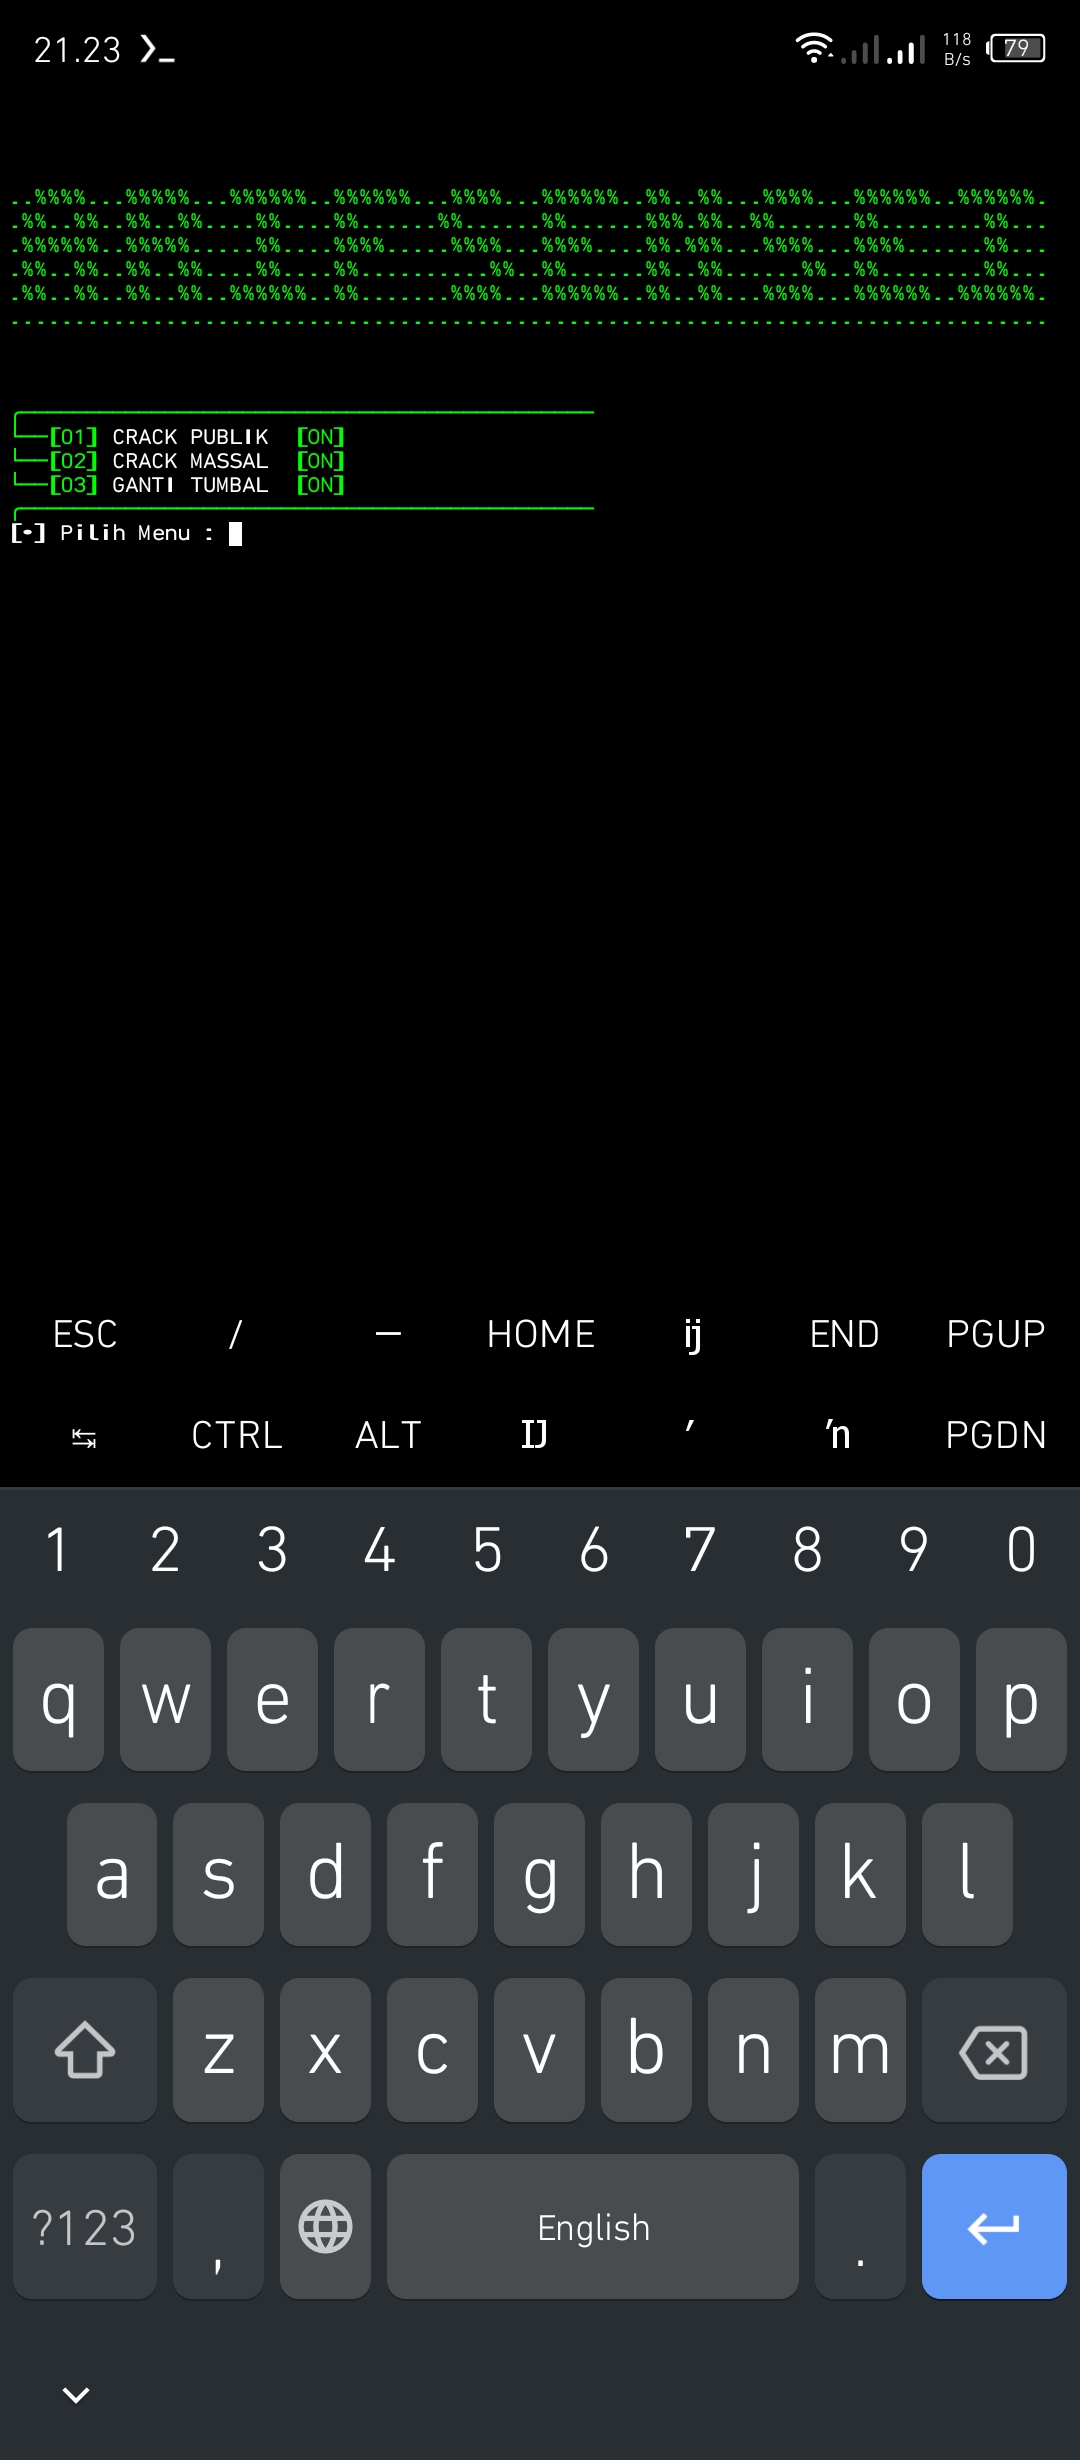 21.23
118
B/s
79
..%%%%...%%%%%...%%%%%%..%%%%%%...%%%%...%%%%%%..%%..%%...%%%%...%%%%%%..%%%%%%.
.%%..%%..%%..%%....%%....%%......%%......%%......%%%.%%..%%......%%........%%...
.%%%%%%..%%%%%.....%%....%%%%.....%%%%...%%%%....%%.%%%...%%%%...%%%%......%%...
.%%..%%..%%..%%....%%....%%..........%%..%%......%%..%%......%%..%%........%%...
.%%..%%..%%..%%..%%%%%%..%%.......%%%%...%%%%%%..%%..%%...%%%%...%%%%%%..%%%%%%.
................................................................................
[01] CRACK PUBLIK [ON]
[02] CRACK MASSAL [ON]
[03] GANTI TUMBAL [ON]
[•] Pilih Menu :
ESC / — HOME ĳ END PGUP
↹ CTRL ALT Ĳ ′ ŉ PGDN
1 2 3 4 5 6 7 8 9 0
q w e r t y u i o p
a s d f g h j k l
z x c v b n m
?123 , English .